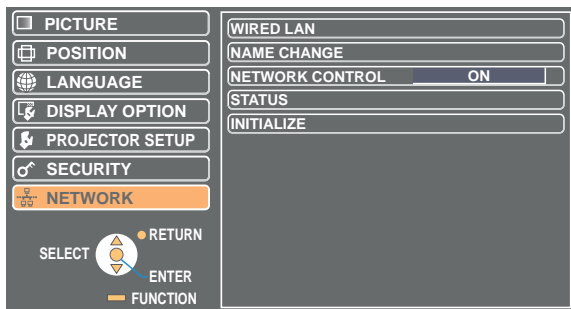 PICTURE
POSITION
LANGUAGE
DISPLAY OPTION
PROJECTOR SETUP
SECURITY
NETWORK
RETURN
SELECT
ENTER
FUNCTION
WIRED LAN
NAME CHANGE
NETWORK CONTROL ON
STATUS
INITIALIZE